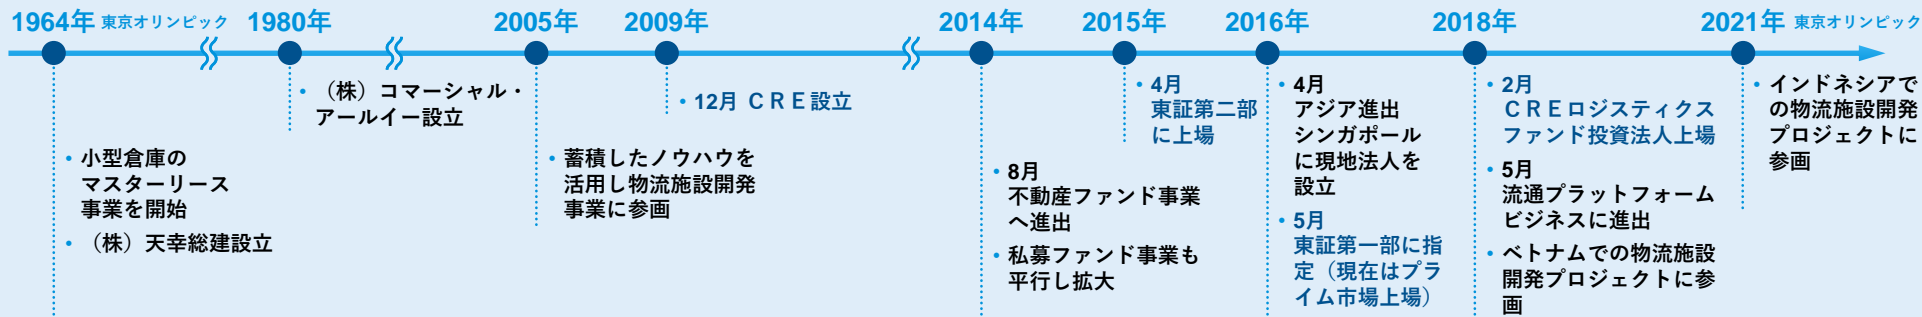 1964年 東京オリンピック
・小型倉庫の
マスターリース
事業を開始
・（株）天幸総建設立
1980年
・（株）コマーシャル・
アールイー設立
2005年
・蓄積したノウハウを
活用し物流施設開発
事業に参画
2009年
・12月 ＣＲＥ設立
2014年
・8月
不動産ファンド事業
へ進出
・私募ファンド事業も
平行し拡大
2015年
・4月
東証第二部
に上場
2016年
・4月
アジア進出
シンガポール
に現地法人を
設立
・5月
東証第一部に指
定（現在はプラ
イム市場上場）
2018年
・2月
ＣＲＥロジスティクス
ファンド投資法人上場
・5月
流通プラットフォーム
ビジネスに進出
・ベトナムでの物流施設
開発プロジェクトに参
画
2021年 東京オリンピック
・インドネシアで
の物流施設開発
プロジェクトに
参画